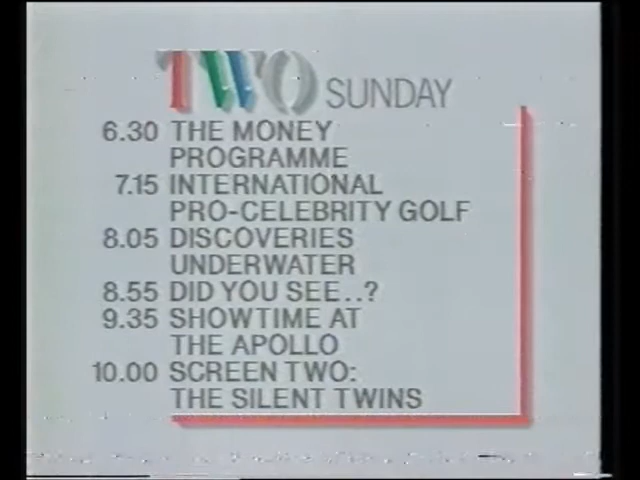 TWO SUNDAY
6.30 THE MONEY
PROGRAMME
7.15 INTERNATIONAL
PRO-CELEBRITY GOLF
8.05 DISCOVERIES
UNDERWATER
8.55 DID YOU SEE..?
9.35 SHOWTIME AT
THE APOLLO
10.00 SCREEN TWO:
THE SILENT TWINS